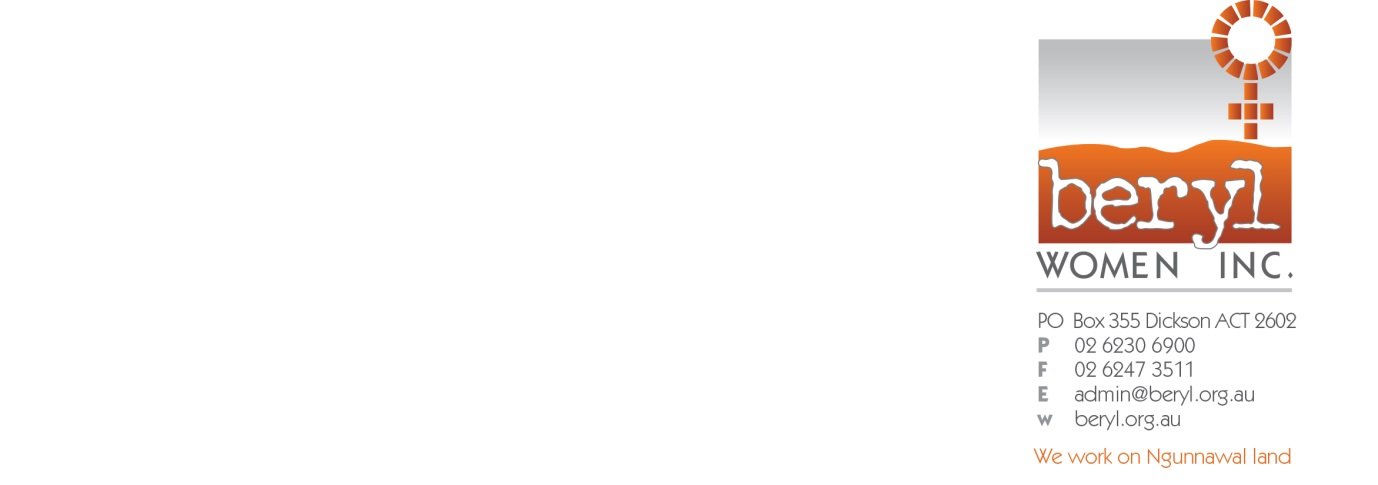 beryl
WOMEN INC.
PO Box 355 Dickson ACT 2602
P 02 6230 6900
F 02 6247 3511
E admin@beryl.org.au
w beryl.org.au
We work on Ngunnawal land